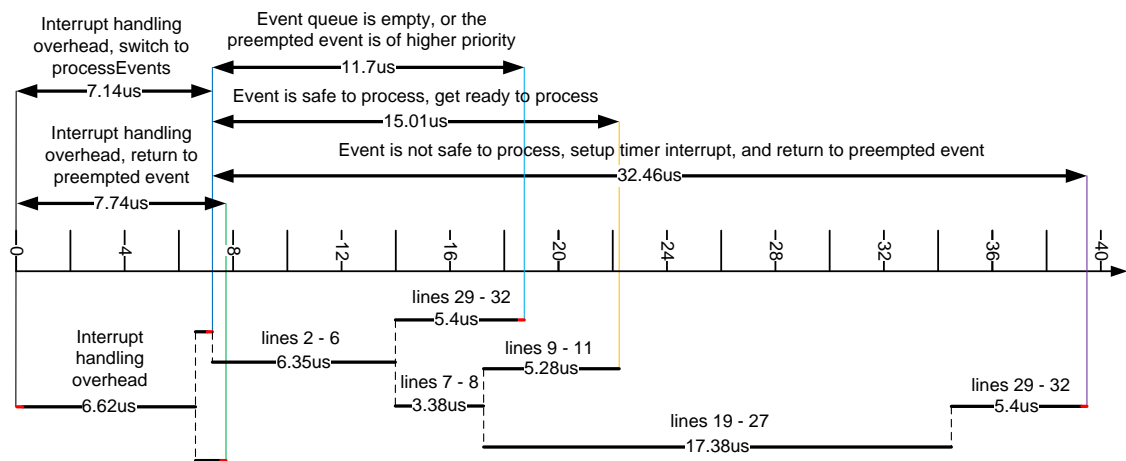 Interrupt handling
overhead, switch to
processEvents
7.14us
Event queue is empty, or the
preempted event is of higher priority
11.7us
Event is safe to process, get ready to process
15.01us
Interrupt handling
overhead, return to
preempted event
7.74us
Event is not safe to process, setup timer interrupt, and return to preempted event
32.46us
0
4
8
12
16
20
24
28
32
36
40
lines 29 - 32
5.4us
Interrupt
handling
overhead
6.62us
lines 2 - 6
6.35us
lines 9 - 11
5.28us
lines 7 - 8
3.38us
lines 29 - 32
5.4us
lines 19 - 27
17.38us